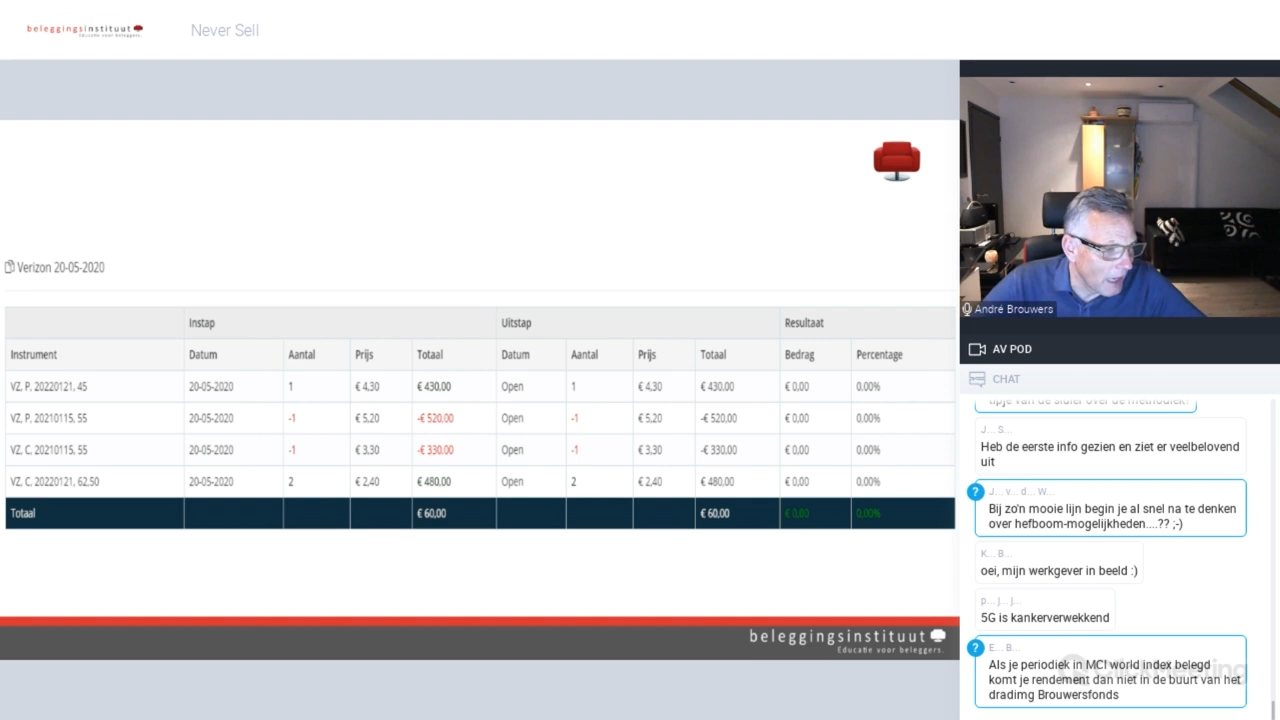 beleggingsinstituut
Educatie voor beleggers.
Never Sell
Verizon 20-05-2020
Instap Uitstap Resultaat
Instrument Datum Aantal Prijs Totaal Datum Aantal Prijs Totaal Bedrag Percentage
VZ, P, 20220121, 45 20-05-2020 1 € 4,30 € 430,00 Open 1 € 4,30 € 430,00 € 0,00 0.00%
VZ, P, 20210115, 55 20-05-2020 -1 € 5,20 -€ 520,00 Open -1 € 5,20 -€ 520,00 € 0,00 0.00%
VZ, C, 20210115, 55 20-05-2020 -1 € 3,30 -€ 330,00 Open -1 € 3,30 -€ 330,00 € 0,00 0.00%
VZ, C, 20220121, 62.50 20-05-2020 2 € 2,40 € 480,00 Open 2 € 2,40 € 480,00 € 0,00 0.00%
Totaal € 60,00 € 60,00 € 0,00 0.00%
beleggingsinstituut
Educatie voor beleggers.
André Brouwers
AV POD
CHAT
tipje van de sluier over de methodiek?
J... S...
Heb de eerste info gezien en ziet er veelbelovend
uit
?
J... v... d... W...
Bij zo'n mooie lijn begin je al snel na te denken
over hefboom-mogelijkheden....?? ;-)
K... B...
oei, mijn werkgever in beeld :)
p... j... j...
5G is kankerverwekkend
?
E... B...
Als je periodiek in MCI world index belegd
komt je rendement dan niet in de buurt van het
dradimg Brouwersfonds
ClickMeeting